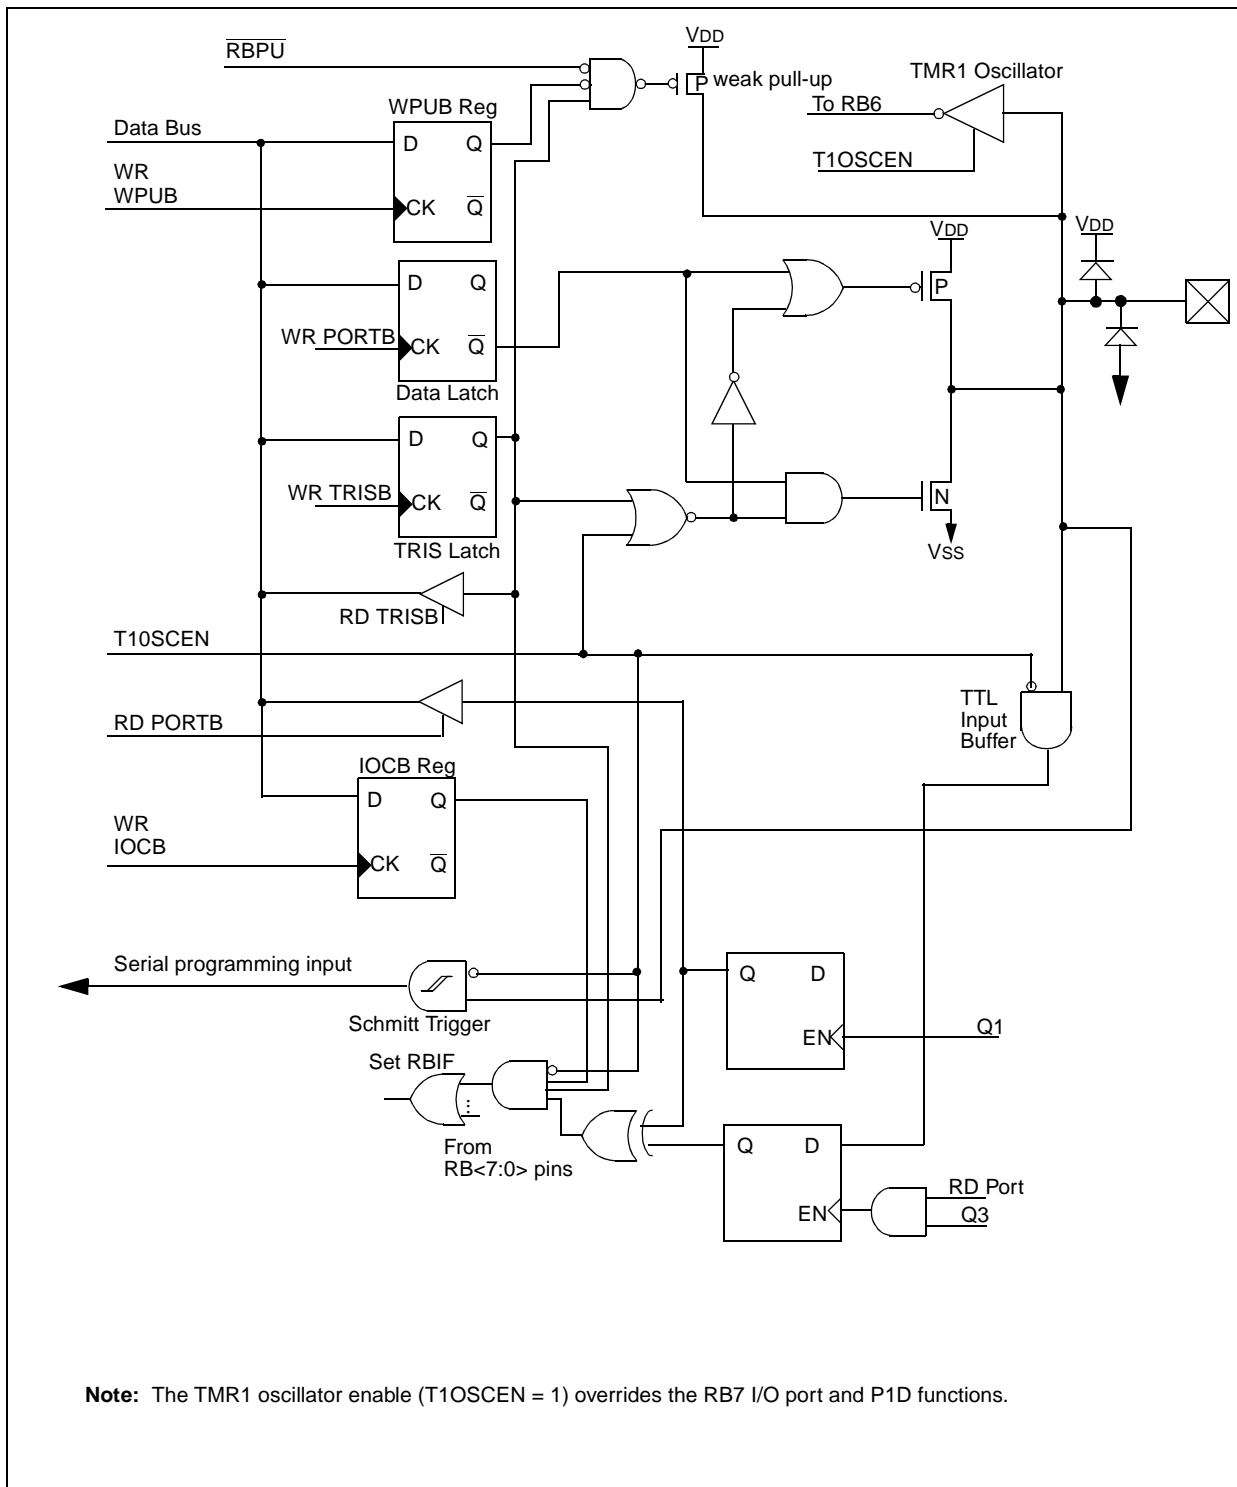 VDD
RBPU
P weak pull-up
TMR1 Oscillator
To RB6
WPUB Reg
Data Bus
D Q
T1OSCEN
WR
WPUB
CK Q
VDD
VDD
D Q
P
WR PORTB
CK Q
Data Latch
D Q
WR TRISB
CK Q
N
TRIS Latch
VSS
RD TRISB
T10SCEN
TTL
Input
Buffer
RD PORTB
IOCB Reg
D Q
WR
IOCB
CK Q
Serial programming input
Q D
Schmitt Trigger
EN
Q1
Set RBIF
...
From
RB<7:0> pins
Q D
RD Port
EN
Q3
Note: The TMR1 oscillator enable (T1OSCEN = 1) overrides the RB7 I/O port and P1D functions.